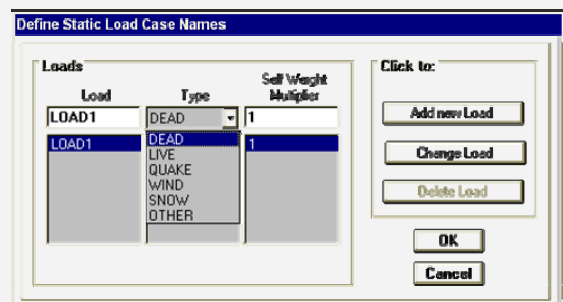 Define Static Load Case Names
Loads
Click to:
Load Type Self Weight Multiplier
LOAD1 DEAD 1
Add new Load
LOAD1 DEAD 1
LIVE
Change Load
QUAKE
WIND
Delete Load
SNOW
OTHER
OK
Cancel